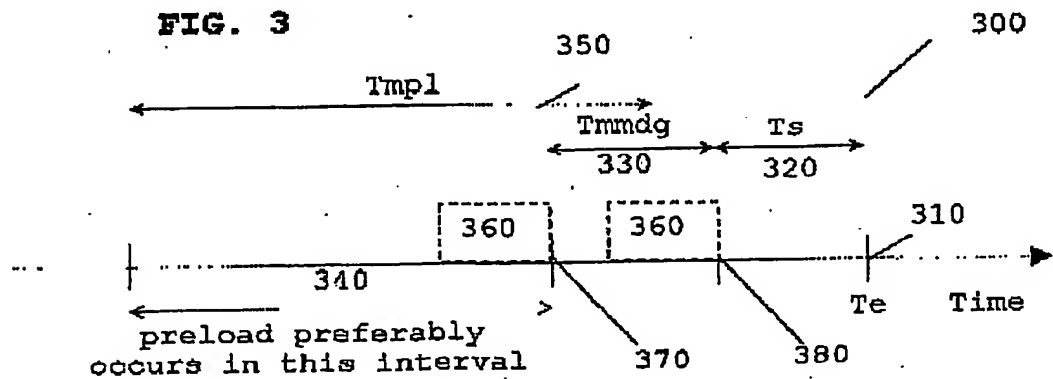 FIG. 3
300
350
Tmpl
Tmmdg
Ts
330
320
360
360
310
340
Te
Time
>
preload preferably
occurs in this interval
370
380